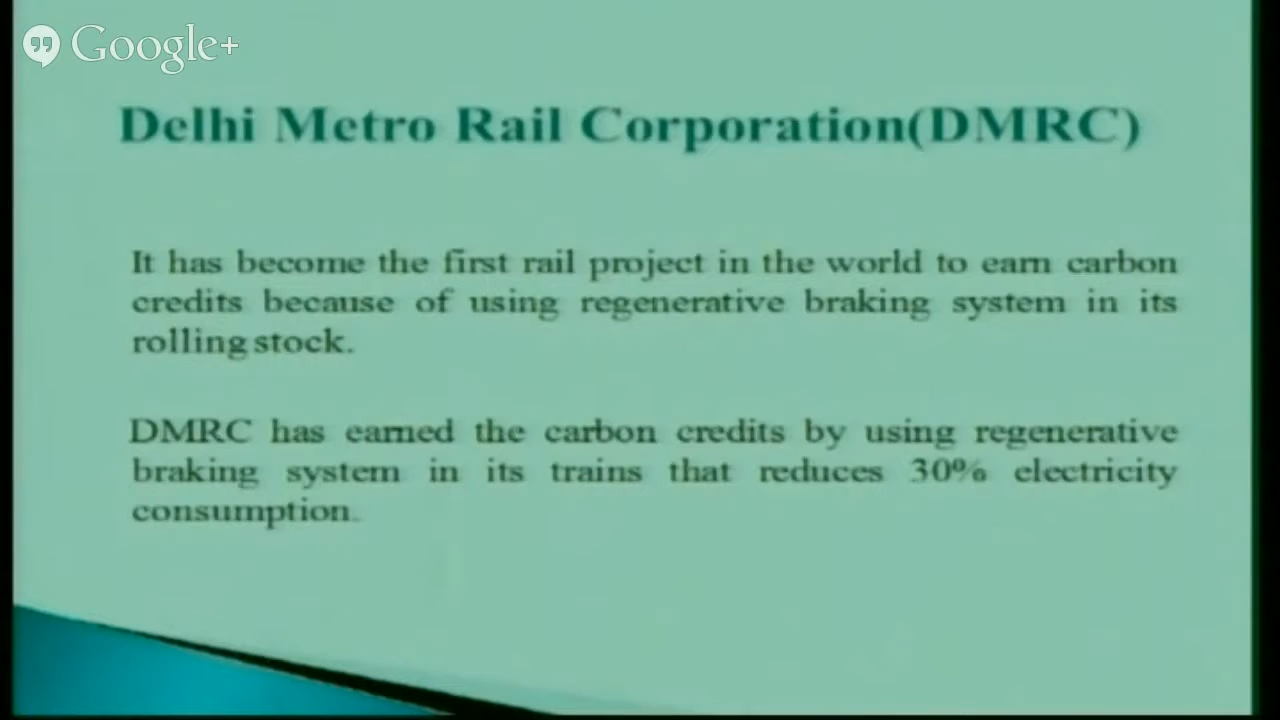 Google+
Delhi Metro Rail Corporation(DMRC)
It has become the first rail project in the world to earn carbon
credits because of using regenerative braking system in its
rolling stock.
DMRC has earned the carbon credits by using regenerative
braking system in its trains that reduces 30% electricity
consumption.